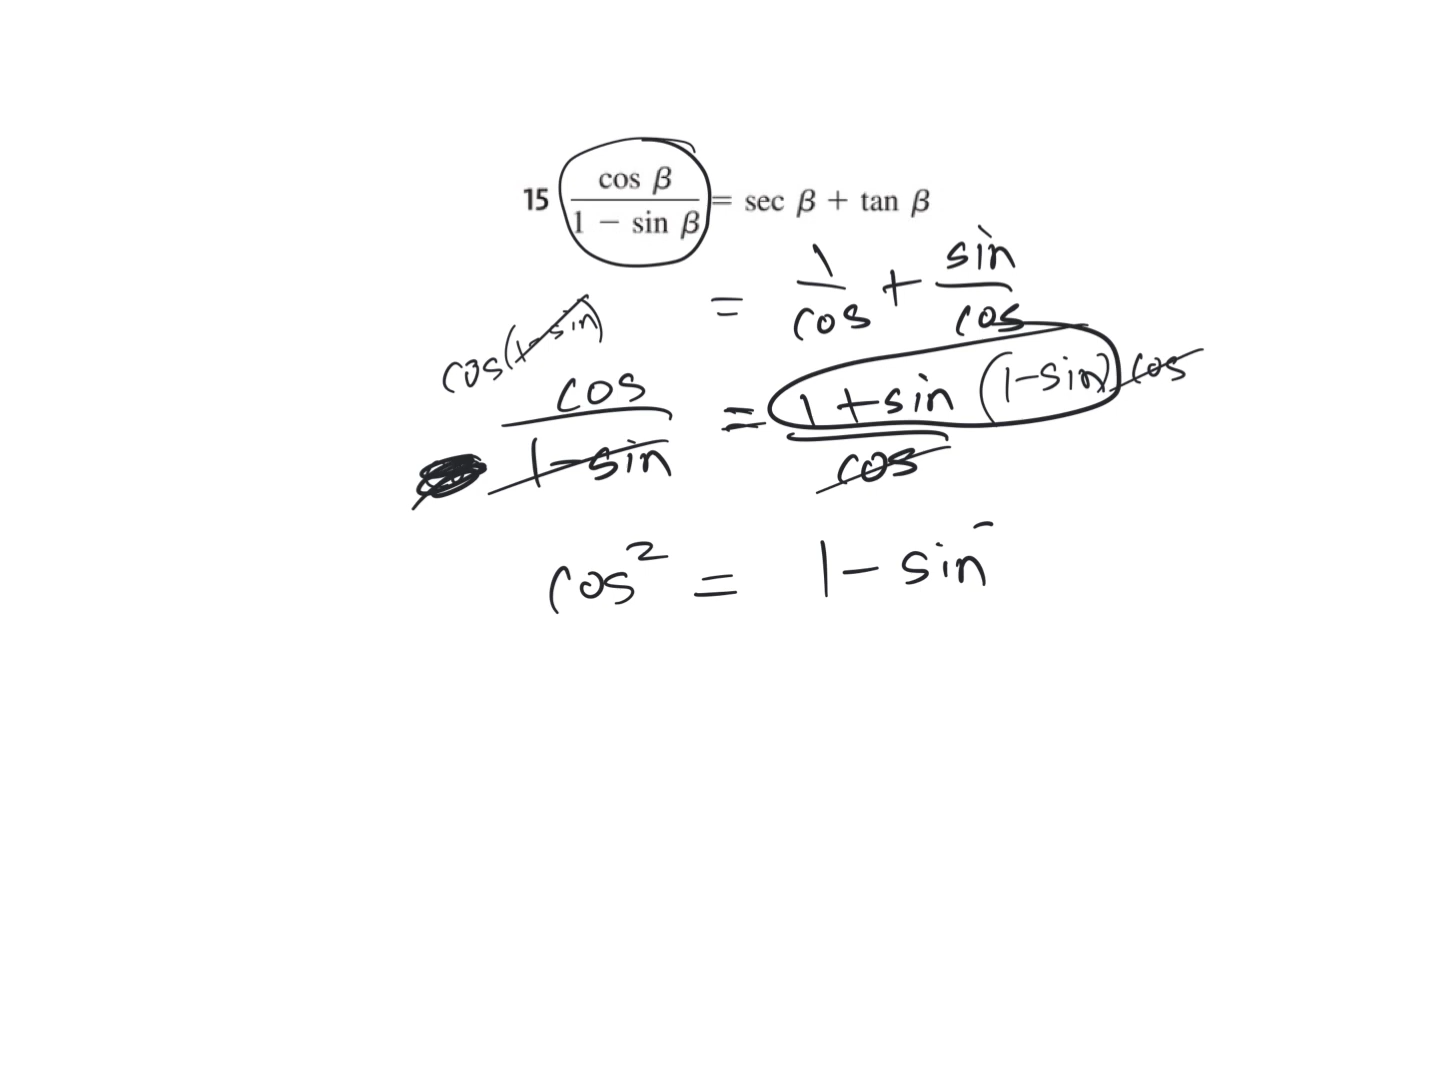 15 cos β / 1 − sin β = sec β + tan β
= 1/cos + sin/cos
cos(1-sin)
cos / 1-sin = 1+sin (1-sin) cos / cos
cos² = 1 - sin